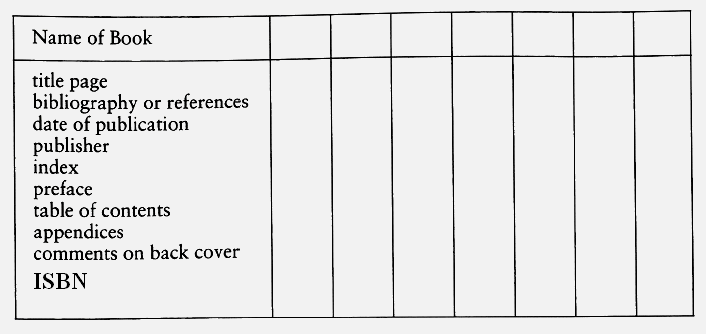 Name of Book
title page
bibliography or references
date of publication
publisher
index
preface
table of contents
appendices
comments on back cover
ISBN